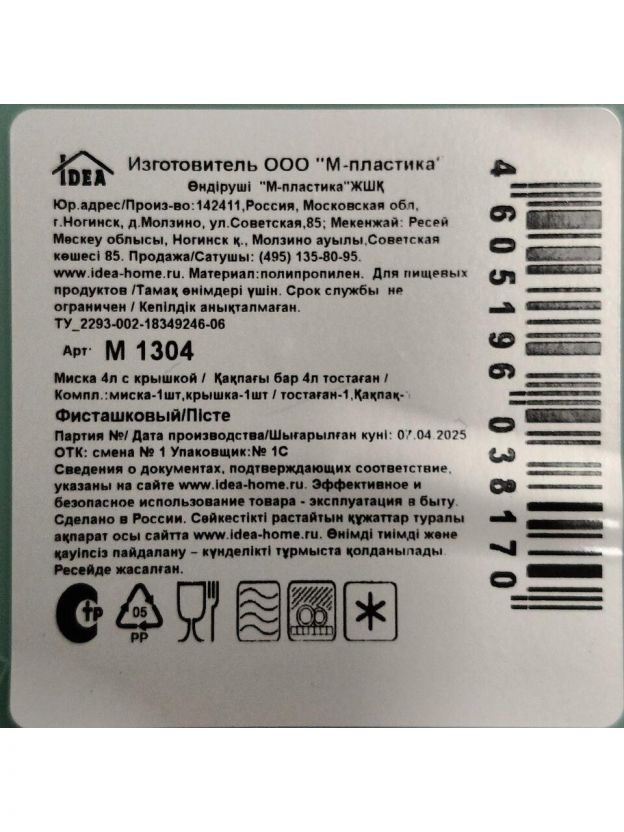 IDEA
Изготовитель ООО "М-пластика"
Өндіруші "М-пластика"ЖШҚ
Юр.адрес/Произ-во:142411,Россия, Московская обл,
г.Ногинск, д.Молзино, ул.Советская,85; Мекенжай: Ресей
Мәскеу облысы, Ногинск қ., Молзино ауылы,Советская
көшесі 85. Продажа/Сатушы: (495) 135-80-95.
www.idea-home.ru. Материал:полипропилен. Для пищевых
продуктов /Тамақ өнімдері үшін. Срок службы не
ограничен / Кепілдік анықталмаған.
ТУ_2293-002-18349246-06
Арт. М 1304
Миска 4л с крышкой / Қақпағы бар 4л тостаған /
Компл.:миска-1шт,крышка-1шт / тостаған-1,Қақпақ-
Фисташковый/Пісте
Партия №/ Дата производства/Шығарылған күні: 07.04.2025
ОТК: смена № 1 Упаковщик:№ 1С
Сведения о документах, подтверждающих соответствие,
указаны на сайте www.idea-home.ru. Эффективное и
безопасное использование товара - эксплуатация в быту.
Сделано в России. Сәйкестікті растайтын құжаттар туралы
ақпарат осы сайтта www.idea-home.ru. Өнімді тиімді және
қауіпсіз пайдалану – күнделікті тұрмыста қолданылады.
Ресейде жасалған.
Стр
05
PP
4 605196 038170